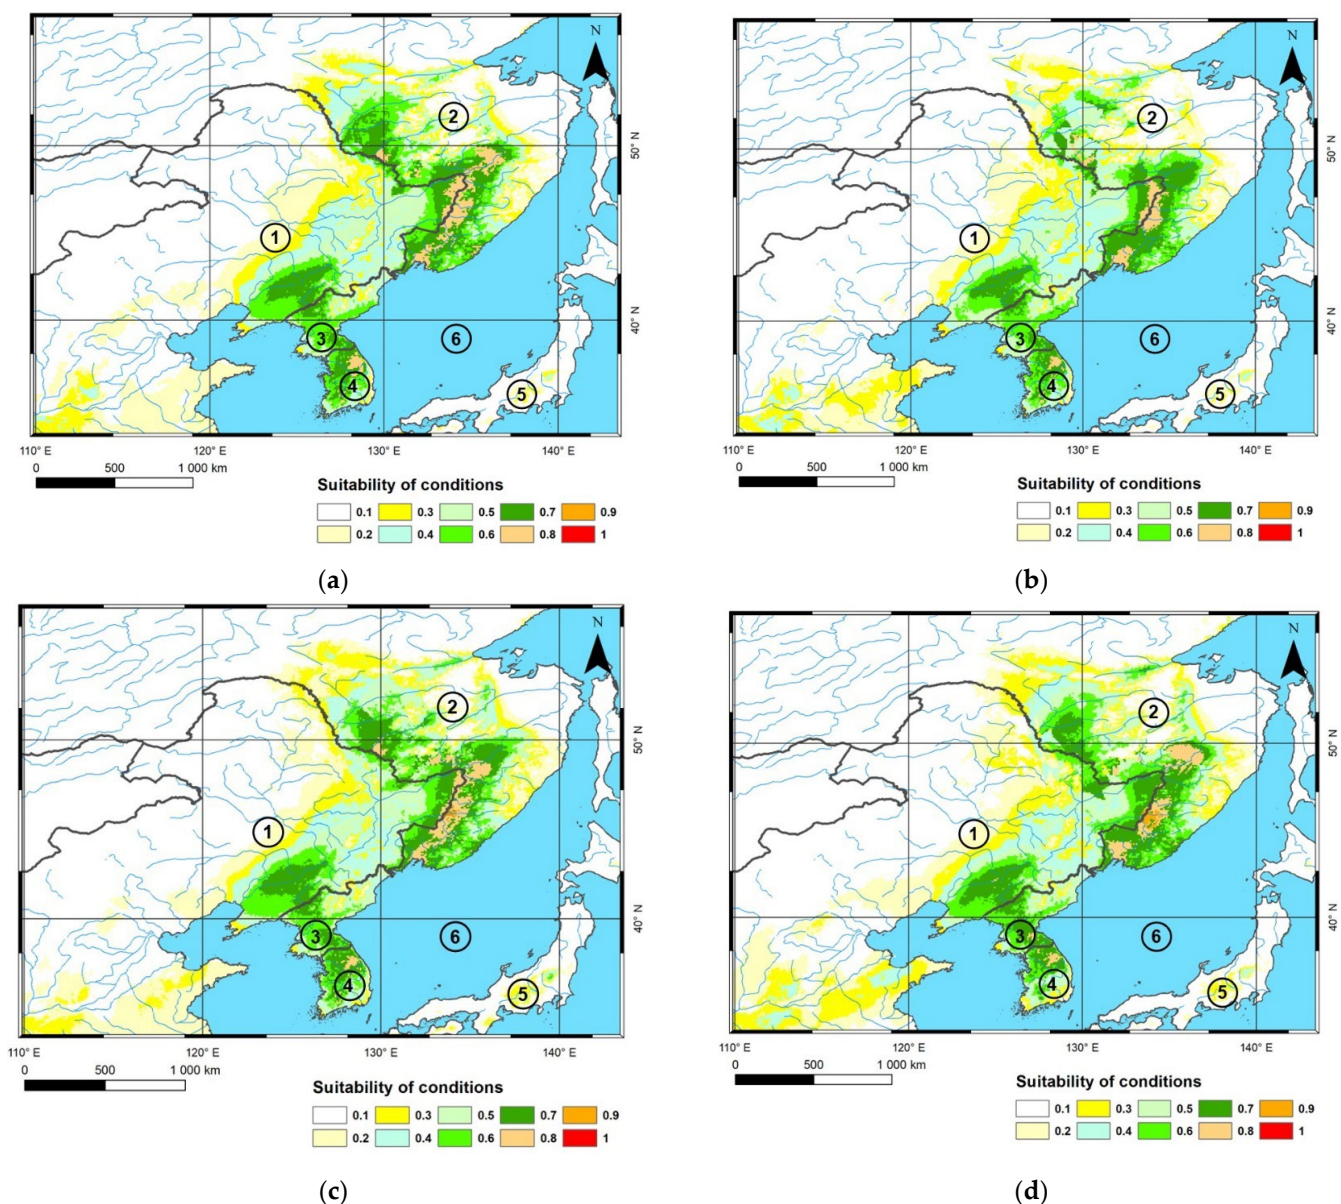 N
1
2
3
4
5
6
50° N
40° N
110° E
120° E
130° E
140° E
0
500
1 000 km
Suitability of conditions
0.1
0.3
0.5
0.7
0.9
0.2
0.4
0.6
0.8
1
(a)
N
1
2
3
4
5
6
50° N
40° N
110° E
120° E
130° E
140° E
0
500
1 000 km
Suitability of conditions
0.1
0.3
0.5
0.7
0.9
0.2
0.4
0.6
0.8
1
(b)
N
1
2
3
4
5
6
50° N
40° N
110° E
120° E
130° E
140° E
0
500
1 000 km
Suitability of conditions
0.1
0.3
0.5
0.7
0.9
0.2
0.4
0.6
0.8
1
(c)
N
1
2
3
4
5
6
50° N
40° N
110° E
120° E
130° E
140° E
0
500
1 000 km
Suitability of conditions
0.1
0.3
0.5
0.7
0.9
0.2
0.4
0.6
0.8
1
(d)